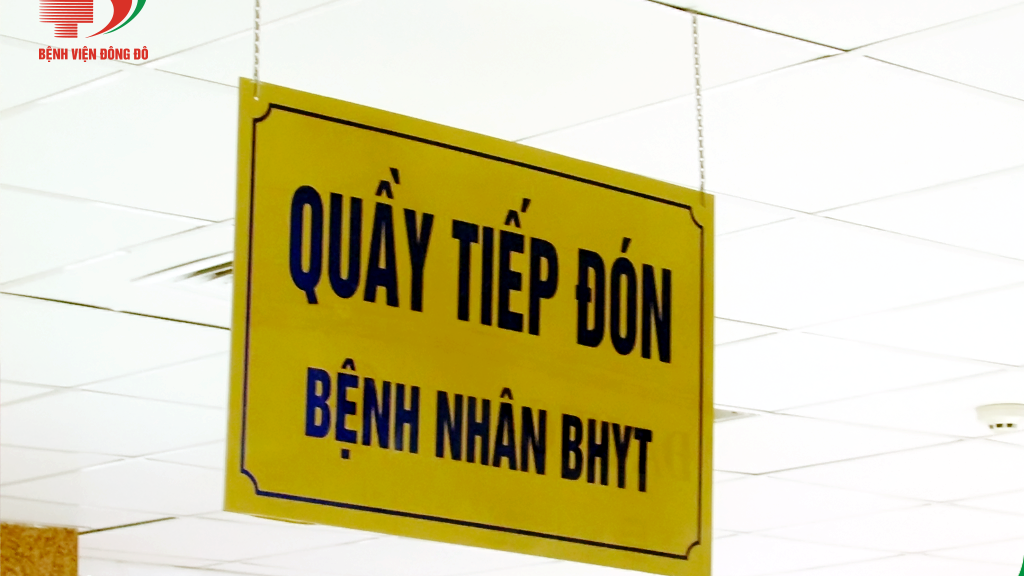 BỆNH VIỆN ĐÔNG ĐÔ
QUẦY TIẾP ĐÓN
BỆNH NHÂN BHYT